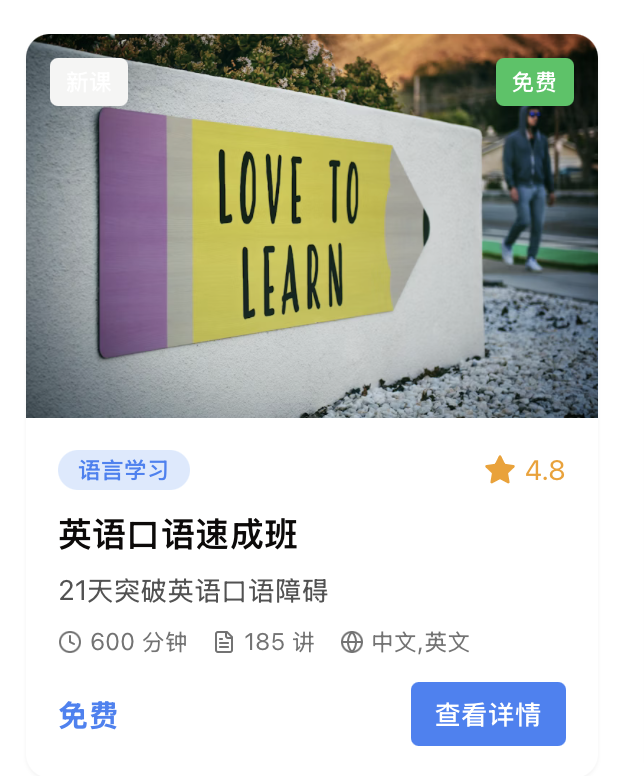 新课
免费
LOVE TO
LEARN
语言学习
4.8
英语口语速成班
21天突破英语口语障碍
600 分钟 185 讲 中文,英文
免费
查看详情